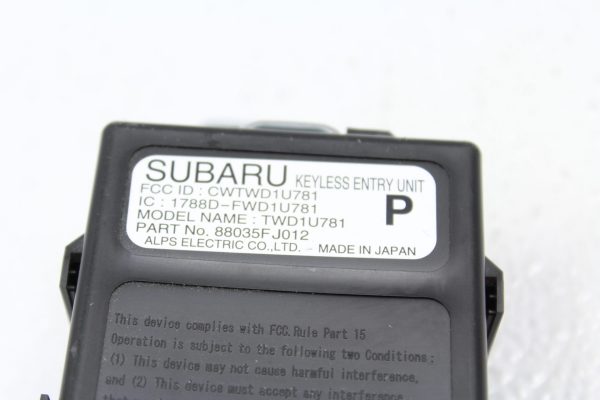 SUBARU KEYLESS ENTRY UNIT
FCC ID : CWTWD1U781
IC : 1788D-FWD1U781
MODEL NAME : TWD1U781
PART No. 88035FJ012
ALPS ELECTRIC CO.,LTD. - MADE IN JAPAN
P
This device complies with FCC.Rule Part 15
Operation is subject to the following two Conditions:
(1) This device may not cause harmful interference,
and (2) This device must accept any interference,